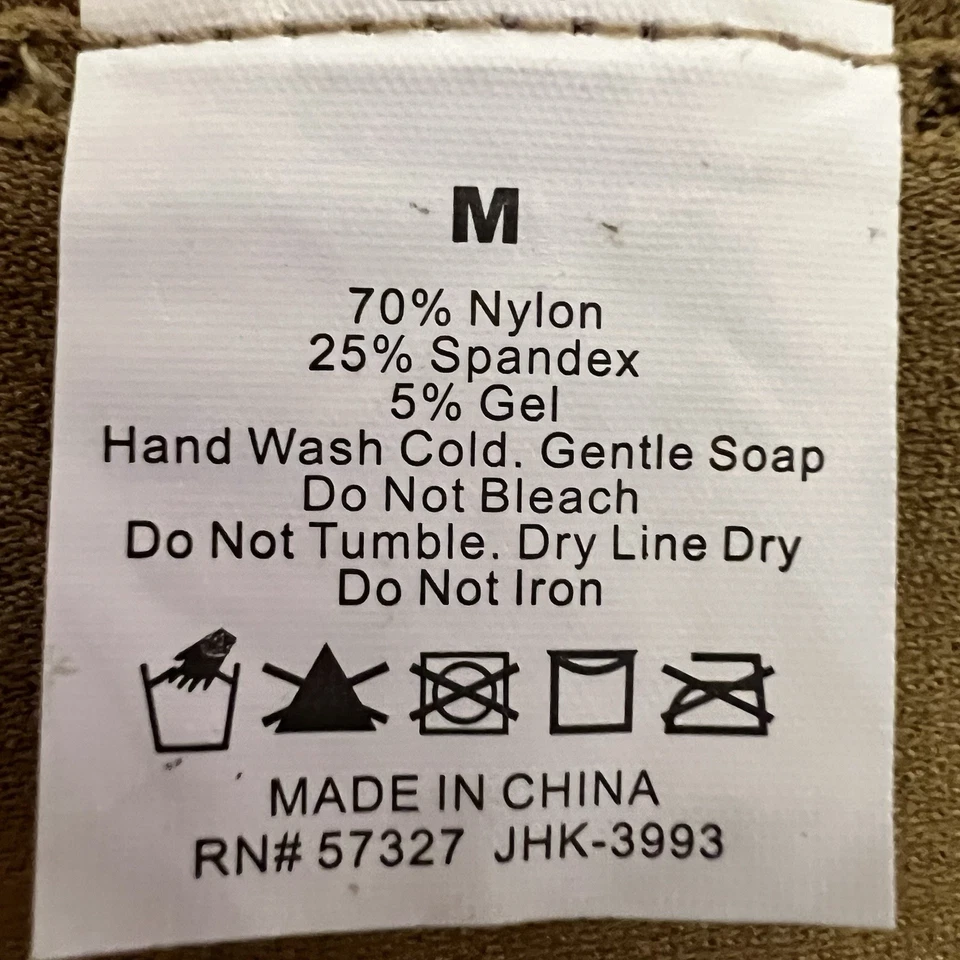 M
70% Nylon
25% Spandex
5% Gel
Hand Wash Cold. Gentle Soap
Do Not Bleach
Do Not Tumble. Dry Line Dry
Do Not Iron
MADE IN CHINA
RN# 57327 JHK-3993